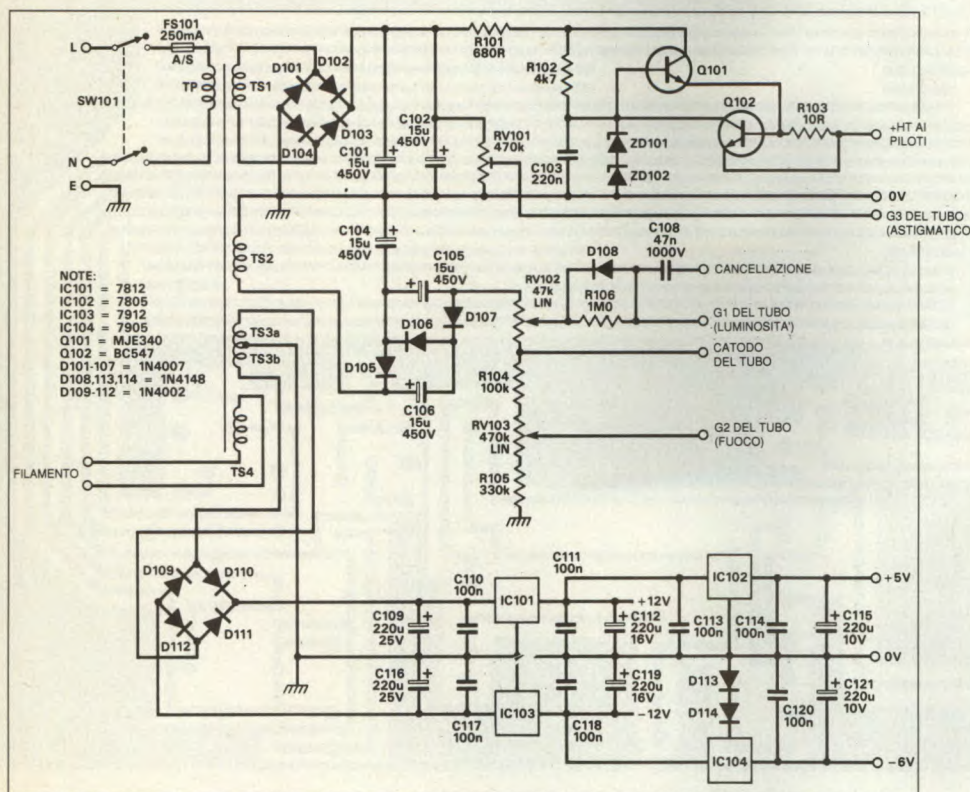 FS101
250mA
A/S
L
SW101
N
E
TP
TS1
D101
D102
D103
D104
C101
15u
450V
C102
15u
450V
R101
680R
RV101
470k
R102
4k7
C103
220n
ZD101
ZD102
Q101
Q102
R103
10R
+HT AI
PILOTI
0V
G3 DEL TUBO
(ASTIGMATICO)
TS2
C104
15u
450V
C105
15u
450V
D107
D106
D105
C106
15u
450V
RV102
47k
LIN
D108
R106
1M0
C108
47n
1000V
CANCELLAZIONE
G1 DEL TUBO
(LUMINOSITA')
CATODO
DEL TUBO
R104
100k
RV103
470k
LIN
G2 DEL TUBO
(FUOCO)
R105
330k
NOTE:
IC101 = 7812
IC102 = 7805
IC103 = 7912
IC104 = 7905
Q101 = MJE340
Q102 = BC547
D101-107 = 1N4007
D108,113,114 = 1N4148
D109-112 = 1N4002
TS3a
TS3b
TS4
FILAMENTO
D109
D110
D111
D112
C109
220u
25V
C110
100n
IC101
C111
100n
+12V
C112
220u
16V
C113
100n
IC102
C114
100n
C115
220u
10V
+5V
0V
C116
220u
25V
C117
100n
IC103
C118
100n
C119
220u
16V
-12V
D113
D114
IC104
C120
100n
C121
220u
10V
-6V